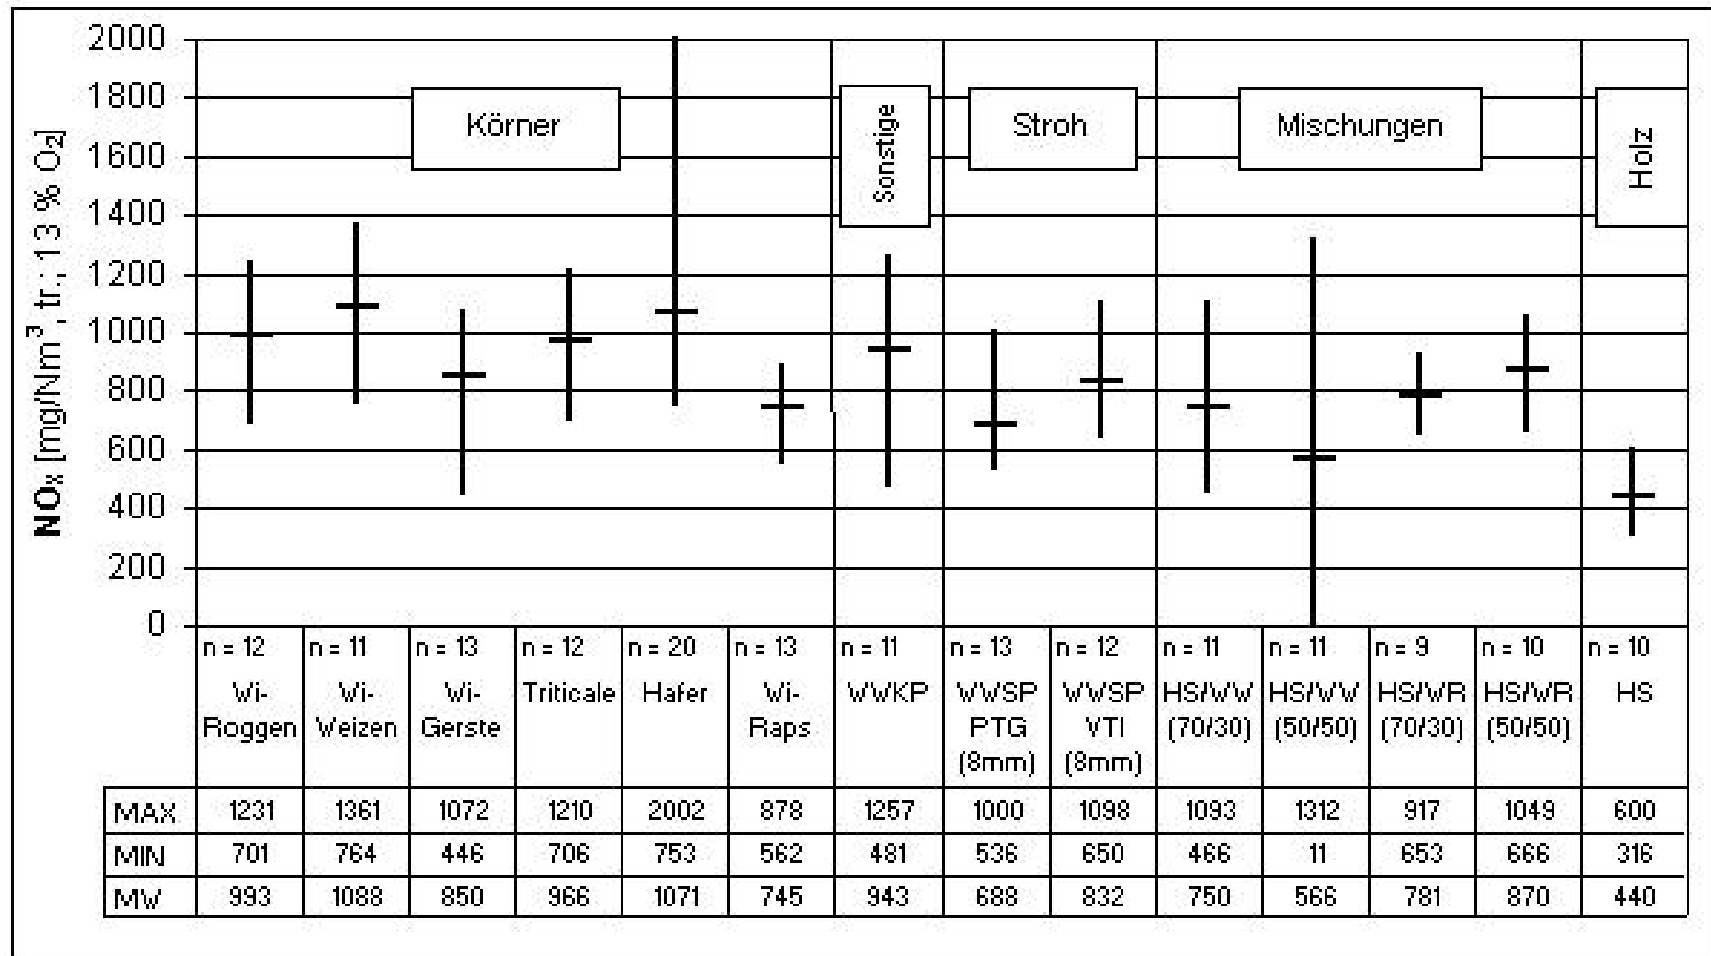 NOx [mg/Nm³, tr.; 13 % O2]
2000
1800
1600
1400
1200
1000
800
600
400
200
0
Körner
Sonstige
Stroh
Mischungen
Holz
n = 12 n = 11 n = 13 n = 12 n = 20 n = 13 n = 11 n = 13 n = 12 n = 11 n = 11 n = 9 n = 10 n = 10
Wi- Wi- Wi- Triticale Hafer Wi- WWKP WWSP WWSP HS/WW HS/WW HS/WR HS/WR HS
Roggen Weizen Gerste Raps PTG VTI (70/30) (50/50) (70/30) (50/50)
(8mm) (8mm)
MAX 1231 1361 1072 1210 2002 878 1257 1000 1098 1093 1312 917 1049 600
MIN 701 764 446 706 753 562 481 536 650 466 11 653 666 316
MW 993 1088 850 966 1071 745 943 688 832 750 566 781 870 440